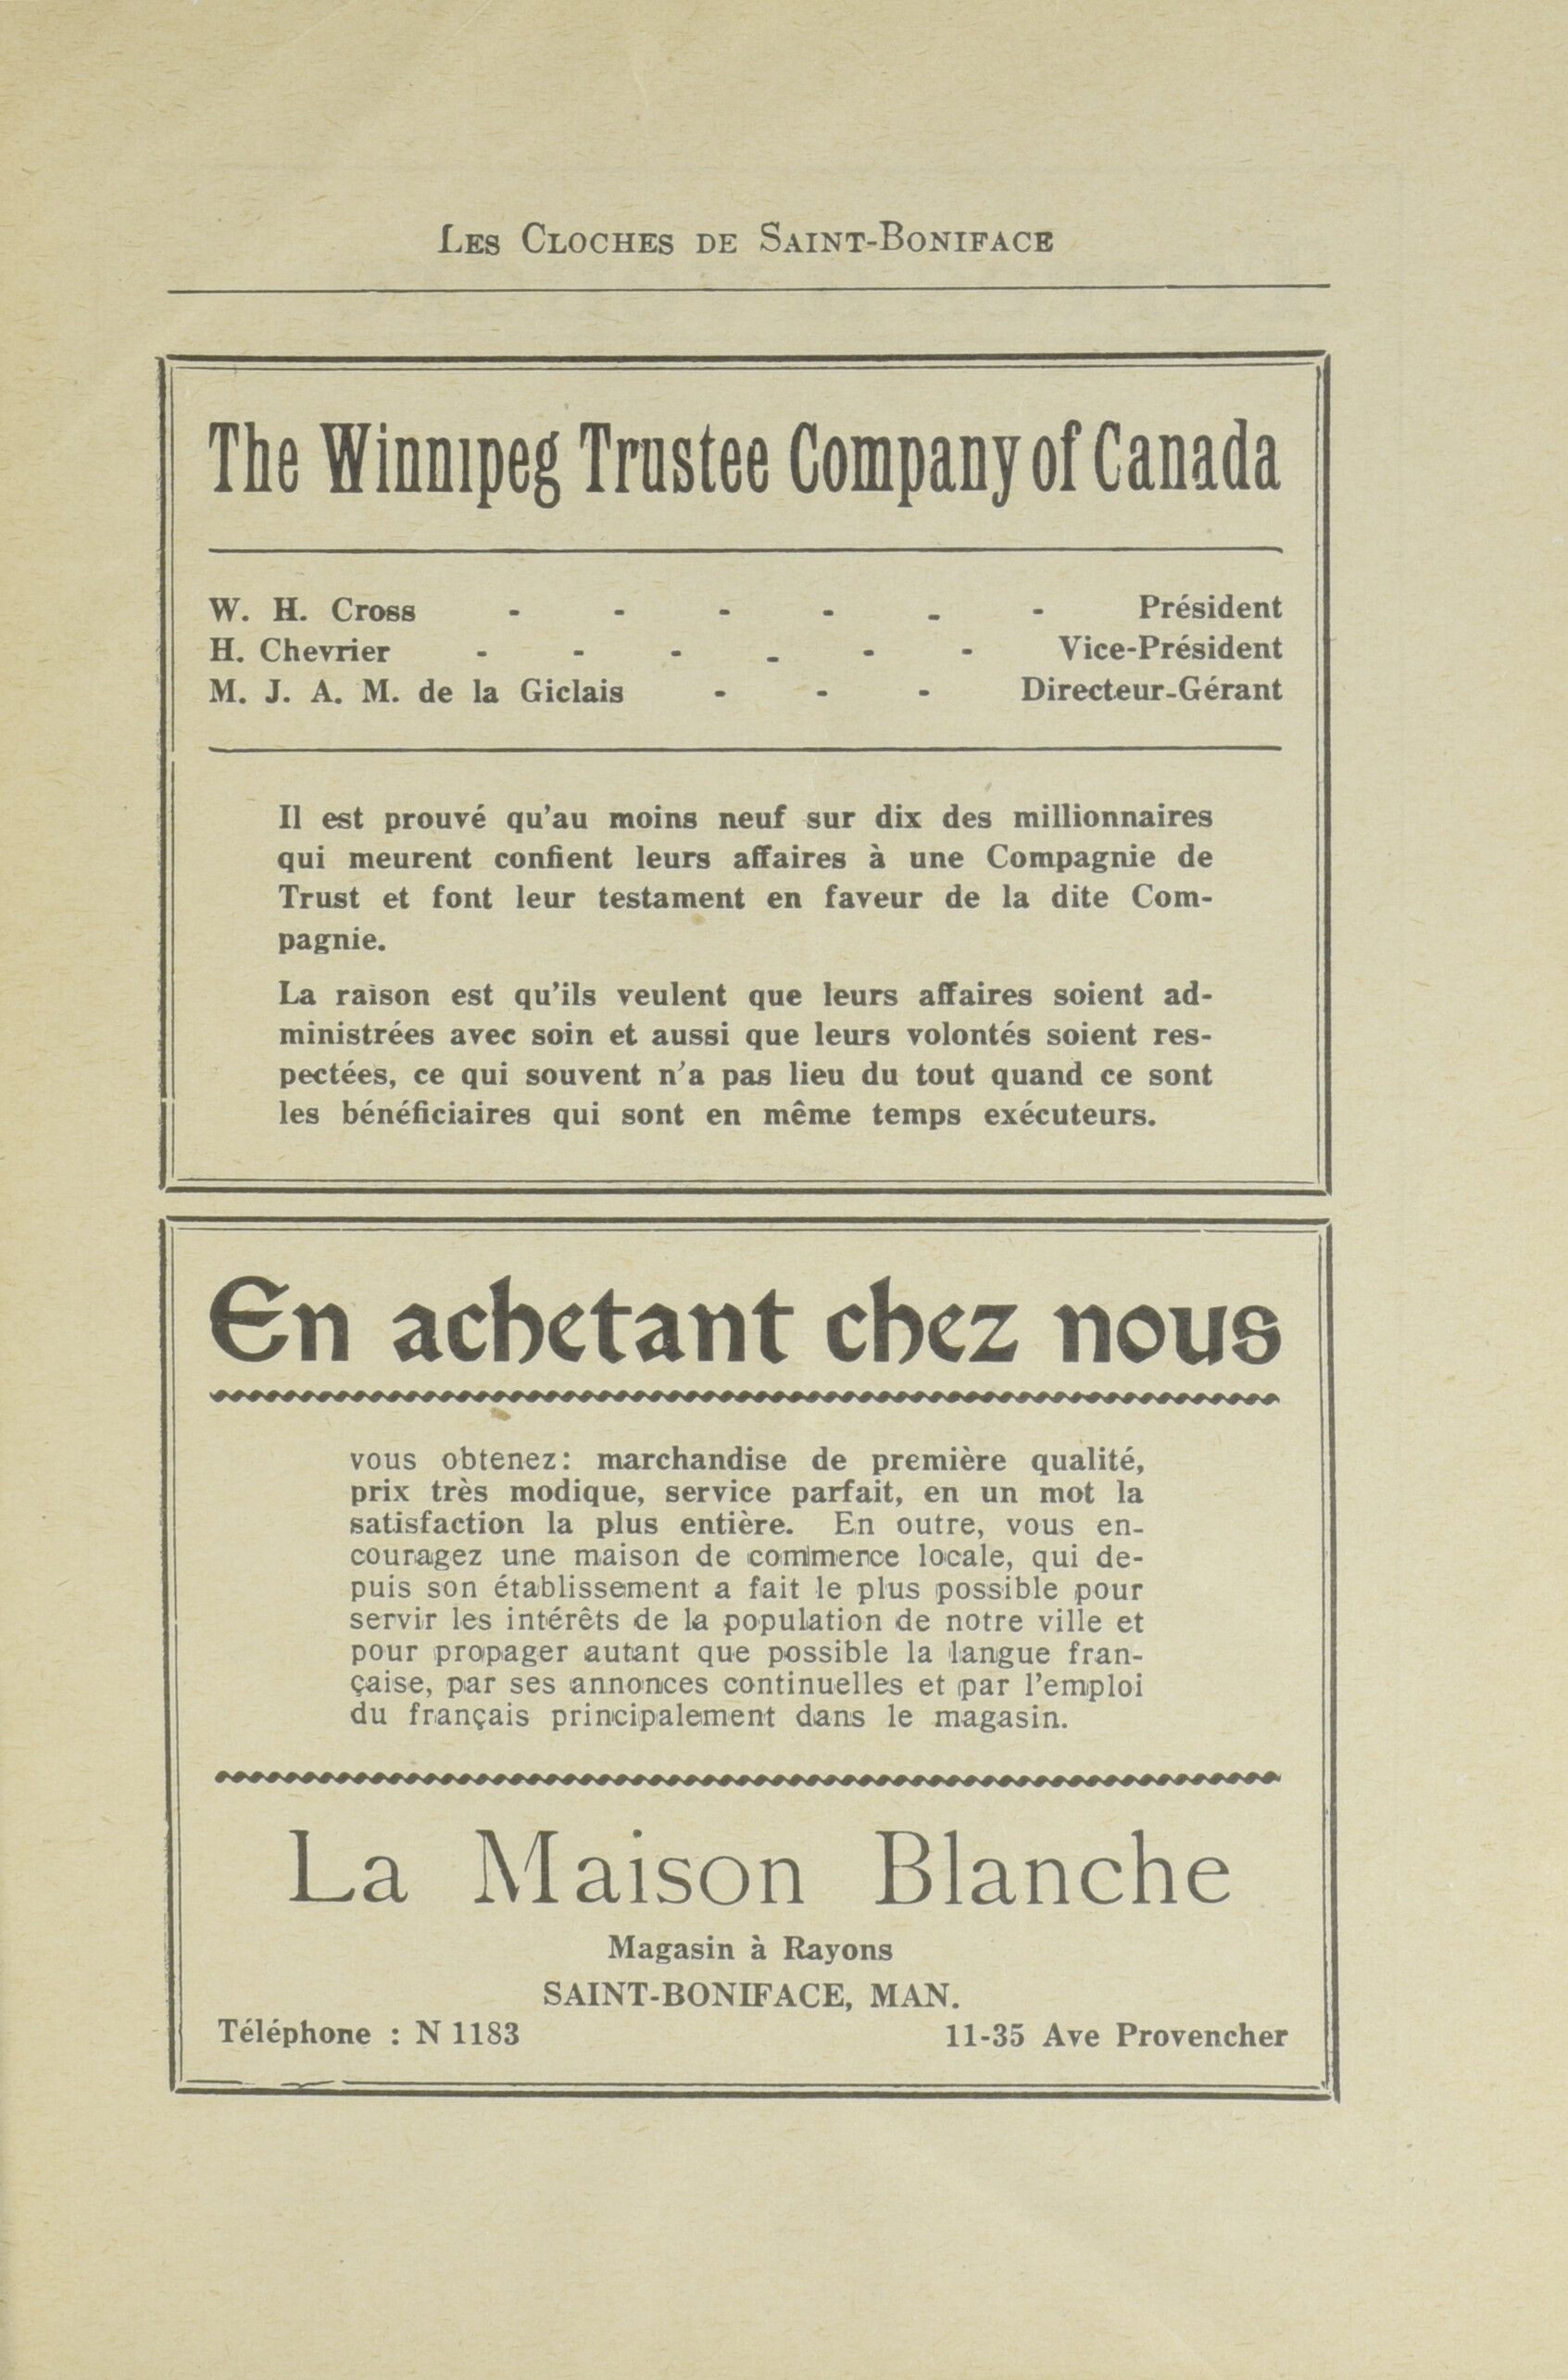 Les Cloches de Saint-Boniface
The Winnipeg Trustee Company of Canada
W. H. Cross - - - - - - Président
H. Chevrier - - - - - - Vice-Président
M. J. A. M. de la Giclais - - - Directeur-Gérant
Il est prouvé qu'au moins neuf sur dix des millionnaires
qui meurent confient leurs affaires à une Compagnie de
Trust et font leur testament en faveur de la dite Com-
pagnie.
La raison est qu'ils veulent que leurs affaires soient ad-
ministrées avec soin et aussi que leurs volontés soient res-
pectées, ce qui souvent n'a pas lieu du tout quand ce sont
les bénéficiaires qui sont en même temps exécuteurs.
En achetant chez nous
vous obtenez: marchandise de première qualité,
prix très modique, service parfait, en un mot la
satisfaction la plus entière. En outre, vous en-
couragez une maison de commerce locale, qui de-
puis son établissement a fait le plus possible pour
servir les intérêts de la population de notre ville et
pour propager autant que possible la langue fran-
çaise, par ses annonces continuelles et par l'emploi
du français principalement dans le magasin.
La Maison Blanche
Magasin à Rayons
SAINT-BONIFACE, MAN.
Téléphone : N 1183 11-35 Ave Provencher